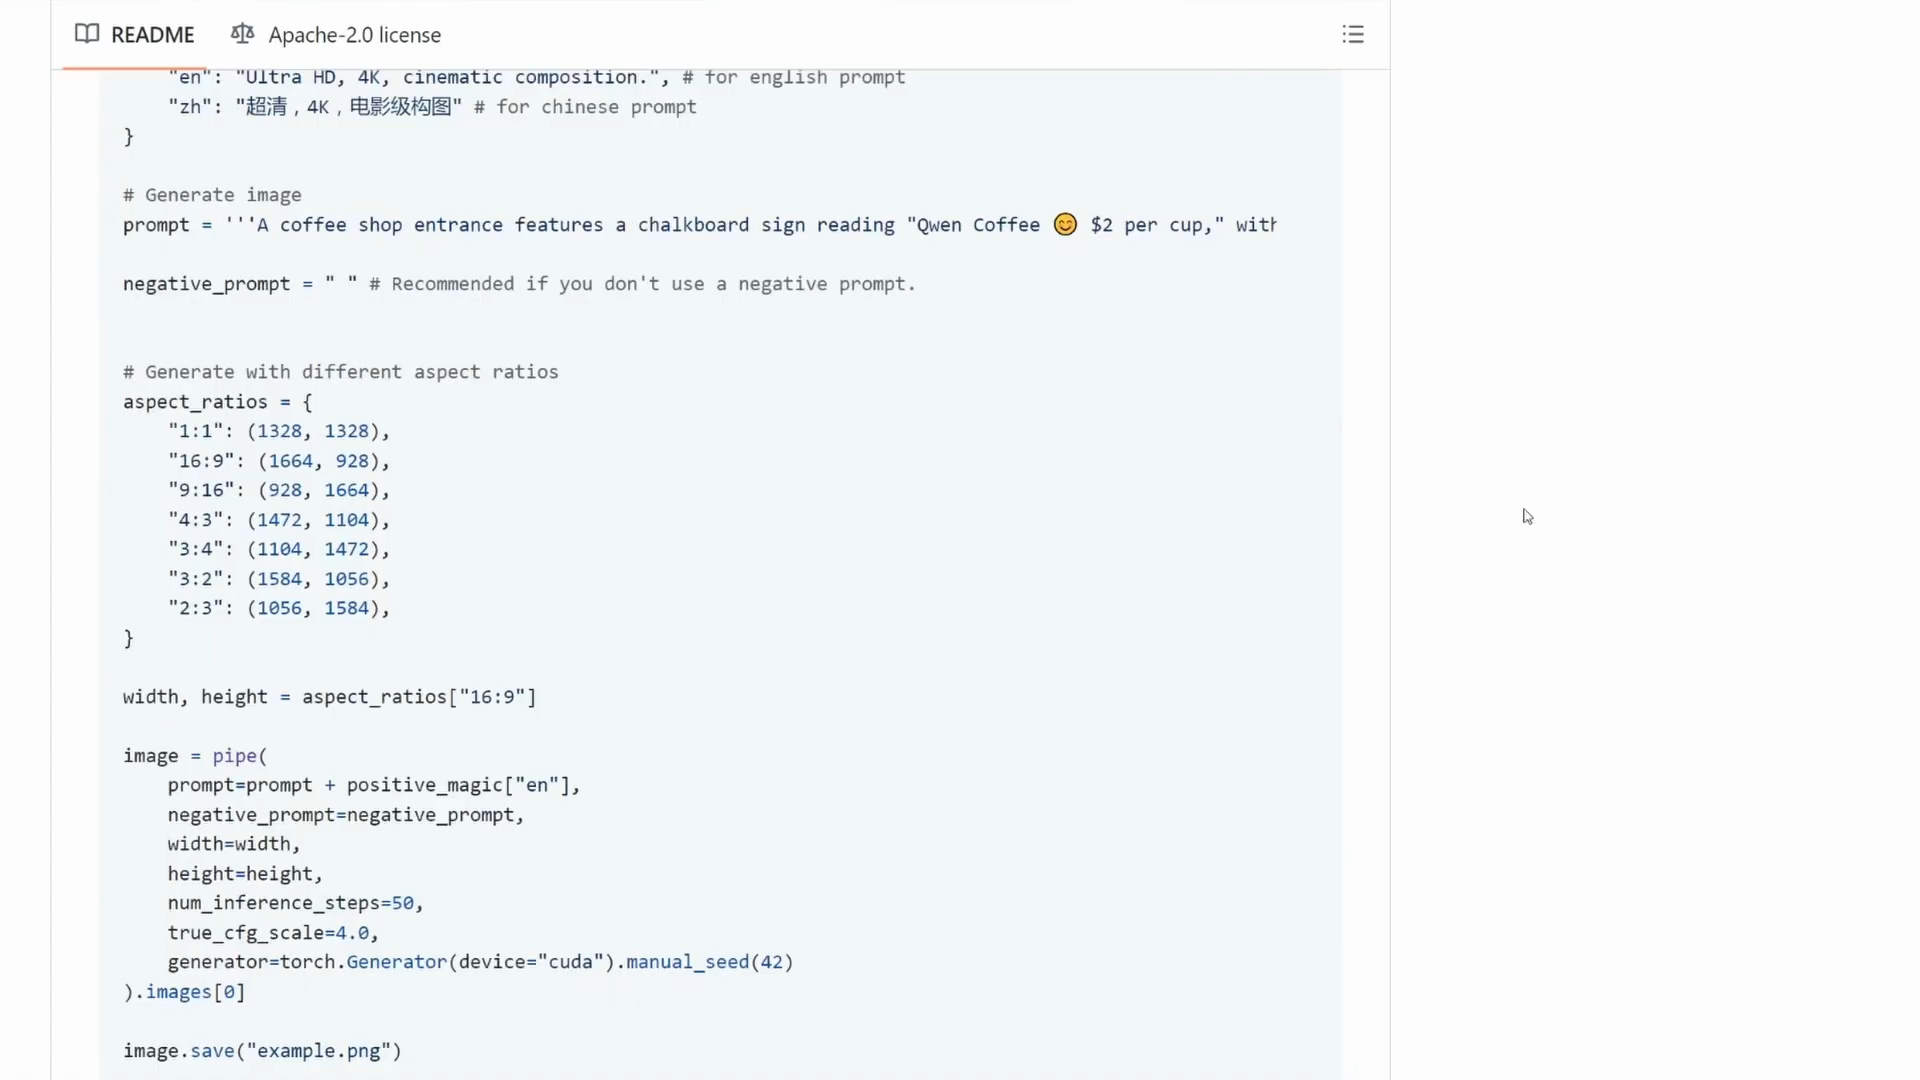 README Apache-2.0 license
"en": "Ultra HD, 4K, cinematic composition.", # for english prompt
"zh": "超清，4K，电影级构图" # for chinese prompt
}
# Generate image
prompt = '''A coffee shop entrance features a chalkboard sign reading "Qwen Coffee 😊 $2 per cup," with
negative_prompt = " " # Recommended if you don't use a negative prompt.
# Generate with different aspect ratios
aspect_ratios = {
"1:1": (1328, 1328),
"16:9": (1664, 928),
"9:16": (928, 1664),
"4:3": (1472, 1104),
"3:4": (1104, 1472),
"3:2": (1584, 1056),
"2:3": (1056, 1584),
}
width, height = aspect_ratios["16:9"]
image = pipe(
prompt=prompt + positive_magic["en"],
negative_prompt=negative_prompt,
width=width,
height=height,
num_inference_steps=50,
true_cfg_scale=4.0,
generator=torch.Generator(device="cuda").manual_seed(42)
).images[0]
image.save("example.png")